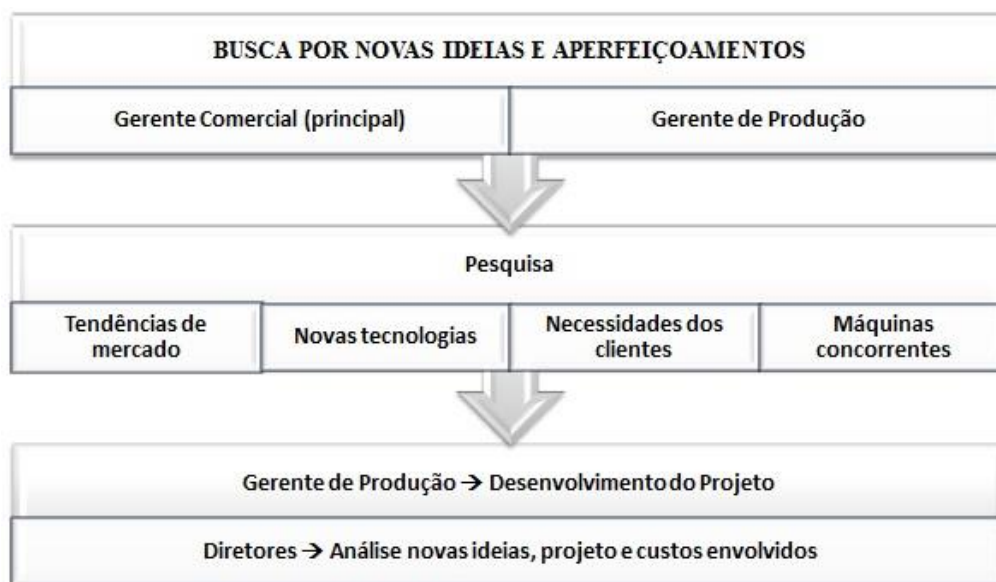 BUSCA POR NOVAS IDEIAS E APERFEIÇOAMENTOS
Gerente Comercial (principal)
Gerente de Produção
Pesquisa
Tendências de
mercado
Novas tecnologias
Necessidades dos
clientes
Máquinas
concorrentes
Gerente de Produção → Desenvolvimento do Projeto
Diretores → Análise novas ideias, projeto e custos envolvidos